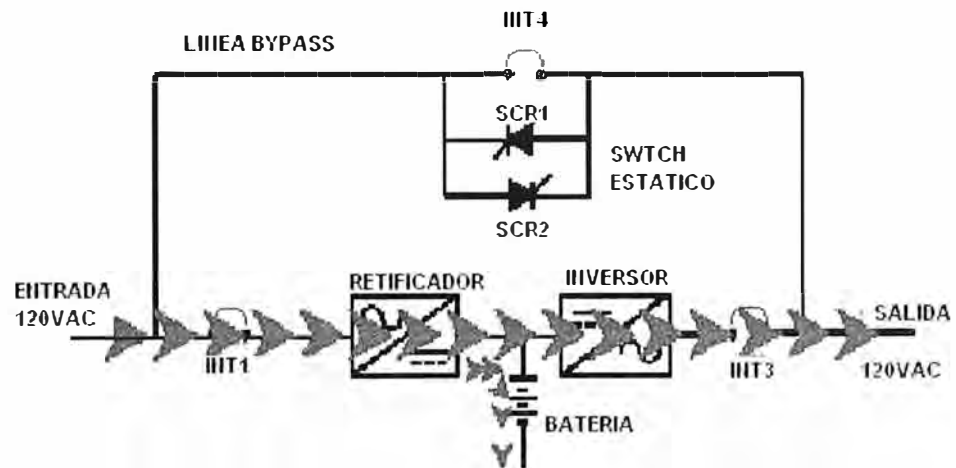 INT4
LINEA BYPASS
SCR1
SWTCH
ESTATICO
SCR2
ENTRADA
120VAC
RETIFICADOR
INVERSOR
SALIDA
120VAC
INT1
INT3
BATERIA